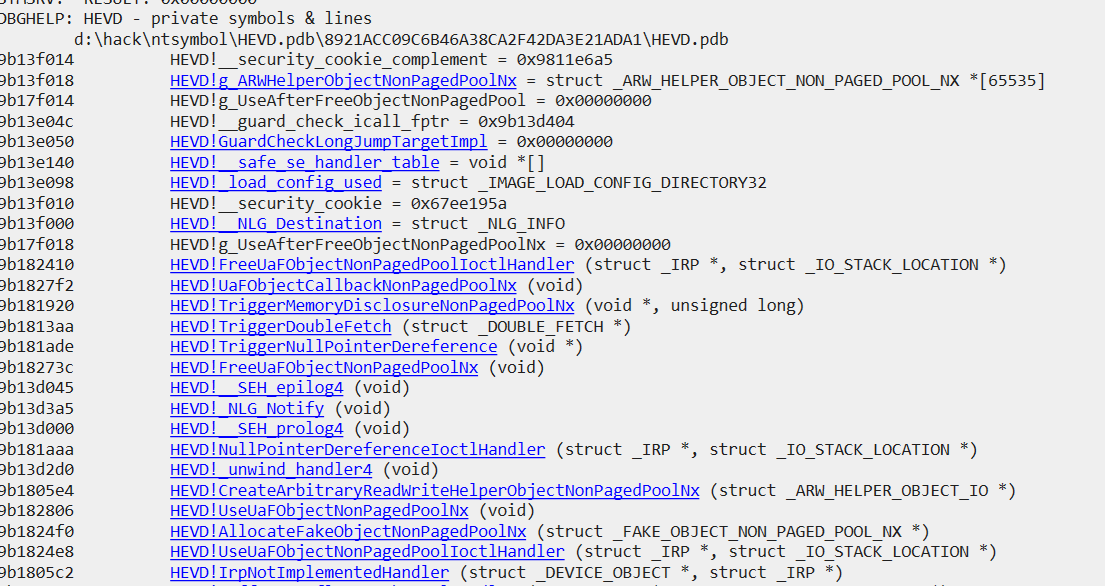 DBGHELP: HEVD - private symbols & lines
d:\hack\ntsymbol\HEVD.pdb\8921ACC09C6B46A38CA2F42DA3E21ADA1\HEVD.pdb
9b13f014 HEVD!__security_cookie_complement = 0x9811e6a5
9b13f018 HEVD!g_ARWHelperObjectNonPagedPoolNx = struct _ARW_HELPER_OBJECT_NON_PAGED_POOL_NX *[65535]
9b17f014 HEVD!g_UseAfterFreeObjectNonPagedPool = 0x00000000
9b13e04c HEVD!__guard_check_icall_fptr = 0x9b13d404
9b13e050 HEVD!GuardCheckLongJumpTargetImpl = 0x00000000
9b13e140 HEVD!__safe_se_handler_table = void *[]
9b13e098 HEVD!_load_config_used = struct _IMAGE_LOAD_CONFIG_DIRECTORY32
9b13f010 HEVD!__security_cookie = 0x67ee195a
9b13f000 HEVD!__NLG_Destination = struct _NLG_INFO
9b17f018 HEVD!g_UseAfterFreeObjectNonPagedPoolNx = 0x00000000
9b182410 HEVD!FreeUaFObjectNonPagedPoolIoctlHandler (struct _IRP *, struct _IO_STACK_LOCATION *)
9b1827f2 HEVD!UaFObjectCallbackNonPagedPoolNx (void)
9b181920 HEVD!TriggerMemoryDisclosureNonPagedPoolNx (void *, unsigned long)
9b1813aa HEVD!TriggerDoubleFetch (struct _DOUBLE_FETCH *)
9b181ade HEVD!TriggerNullPointerDereference (void *)
9b18273c HEVD!FreeUaFObjectNonPagedPoolNx (void)
9b13d045 HEVD!__SEH_epilog4 (void)
9b13d3a5 HEVD!_NLG_Notify (void)
9b13d000 HEVD!__SEH_prolog4 (void)
9b181aaa HEVD!NullPointerDereferenceIoctlHandler (struct _IRP *, struct _IO_STACK_LOCATION *)
9b13d2d0 HEVD!_unwind_handler4 (void)
9b1805e4 HEVD!CreateArbitraryReadWriteHelperObjectNonPagedPoolNx (struct _ARW_HELPER_OBJECT_IO *)
9b182806 HEVD!UseUaFObjectNonPagedPoolNx (void)
9b1824f0 HEVD!AllocateFakeObjectNonPagedPoolNx (struct _FAKE_OBJECT_NON_PAGED_POOL_NX *)
9b1824e8 HEVD!UseUaFObjectNonPagedPoolIoctlHandler (struct _IRP *, struct _IO_STACK_LOCATION *)
9b1805c2 HEVD!IrpNotImplementedHandler (struct _DEVICE_OBJECT *, struct _IRP *)